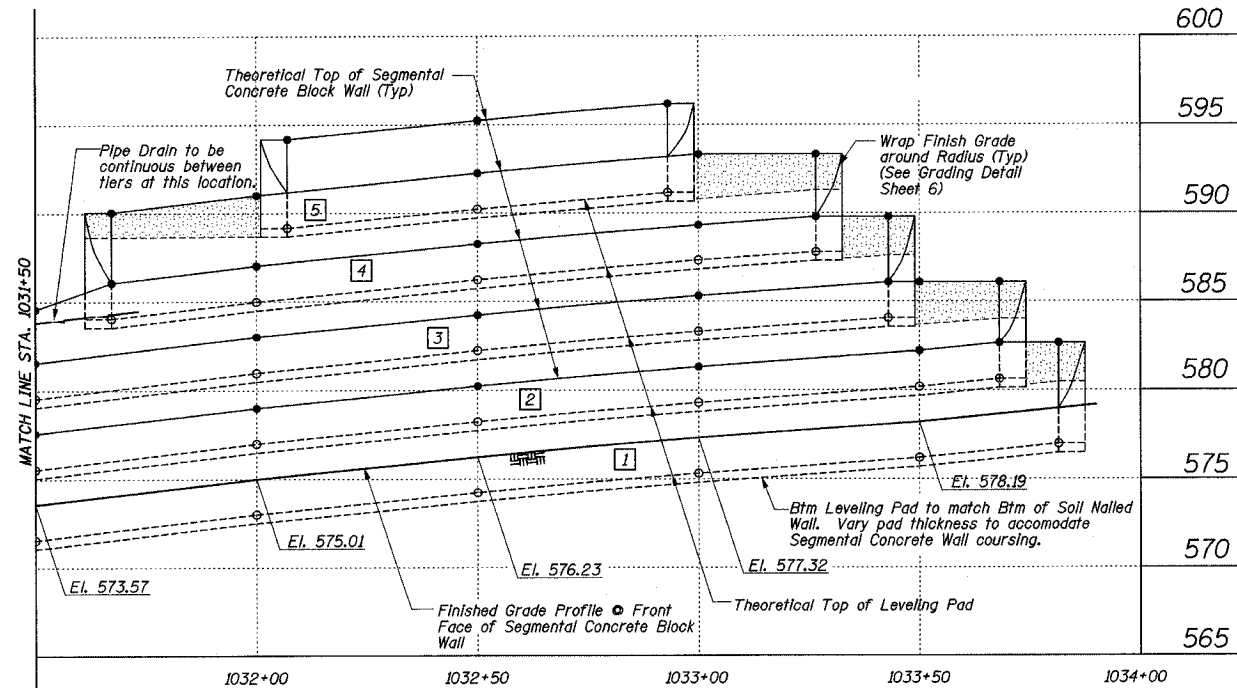 600
Theoretical Top of Segmental
Concrete Block Wall (Typ)
595
Pipe Drain to be
continuous between
tiers at this location.
Wrap Finish Grade
around Radius (Typ)
(See Grading Detail
Sheet 6)
590
5
4
585
3
MATCH LINE STA. 1031+50
580
2
1
575
El. 578.19
Btm Leveling Pad to match Btm of Soil Nailed
Wall. Vary pad thickness to accomodate
Segmental Concrete Wall coursing.
El. 575.01
El. 576.23
El. 577.32
570
El. 573.57
Finished Grade Profile @ Front
Face of Segmental Concrete Block
Wall
Theoretical Top of Leveling Pad
565
1032+00
1032+50
1033+00
1033+50
1034+00